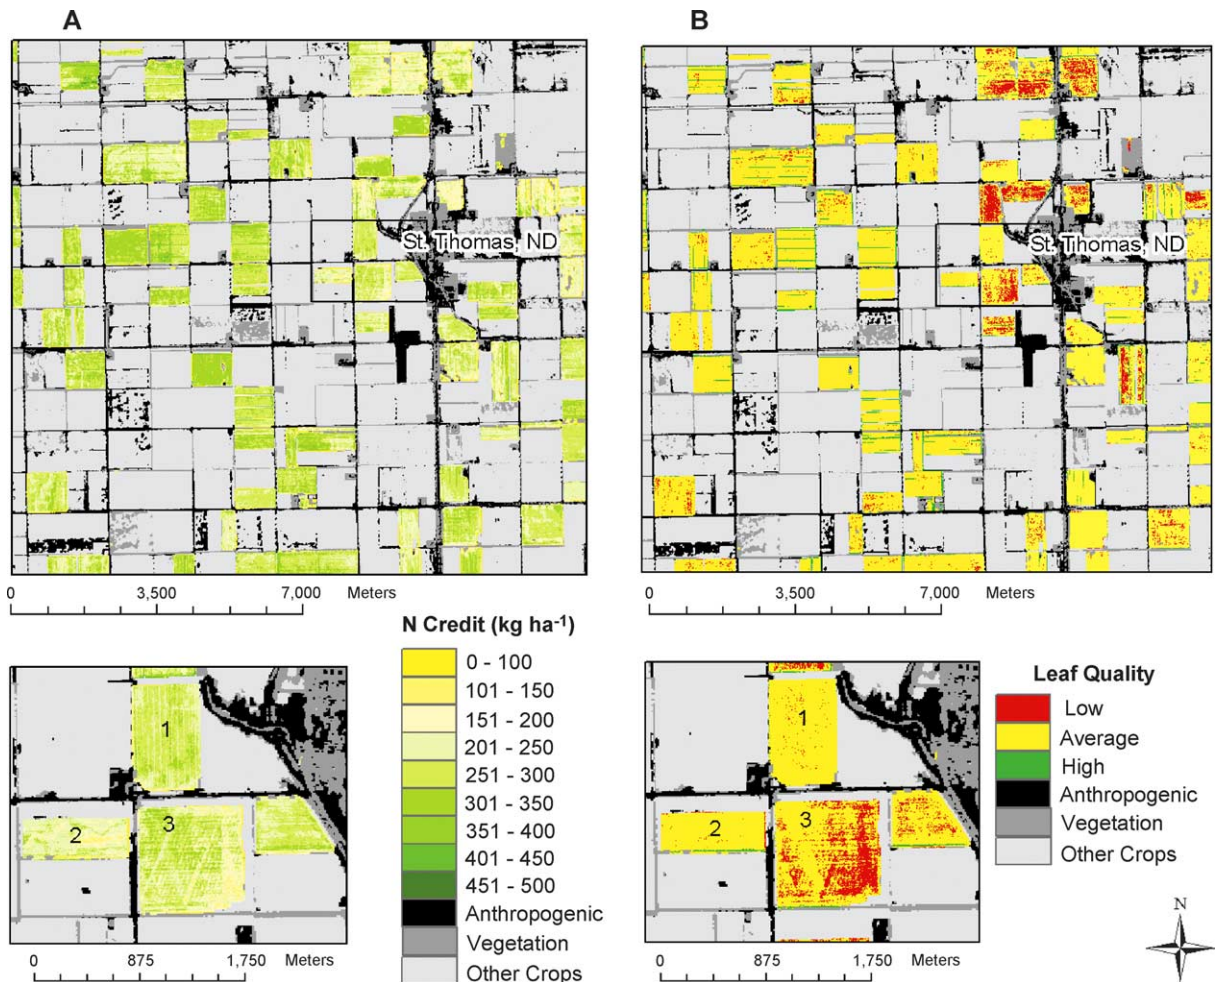 A
B
St. Tihomas, ND
St. Tihomas, ND
0 3,500 7,000 Meters
0 3,500 7,000 Meters
N Credit (kg ha-1)
0 - 100
101 - 150
151 - 200
201 - 250
251 - 300
301 - 350
351 - 400
401 - 450
451 - 500
Anthropogenic
Vegetation
Other Crops
1
2
3
0 875 1,750 Meters
1
2
3
0 875 1,750 Meters
Leaf Quality
Low
Average
High
Anthropogenic
Vegetation
Other Crops
N